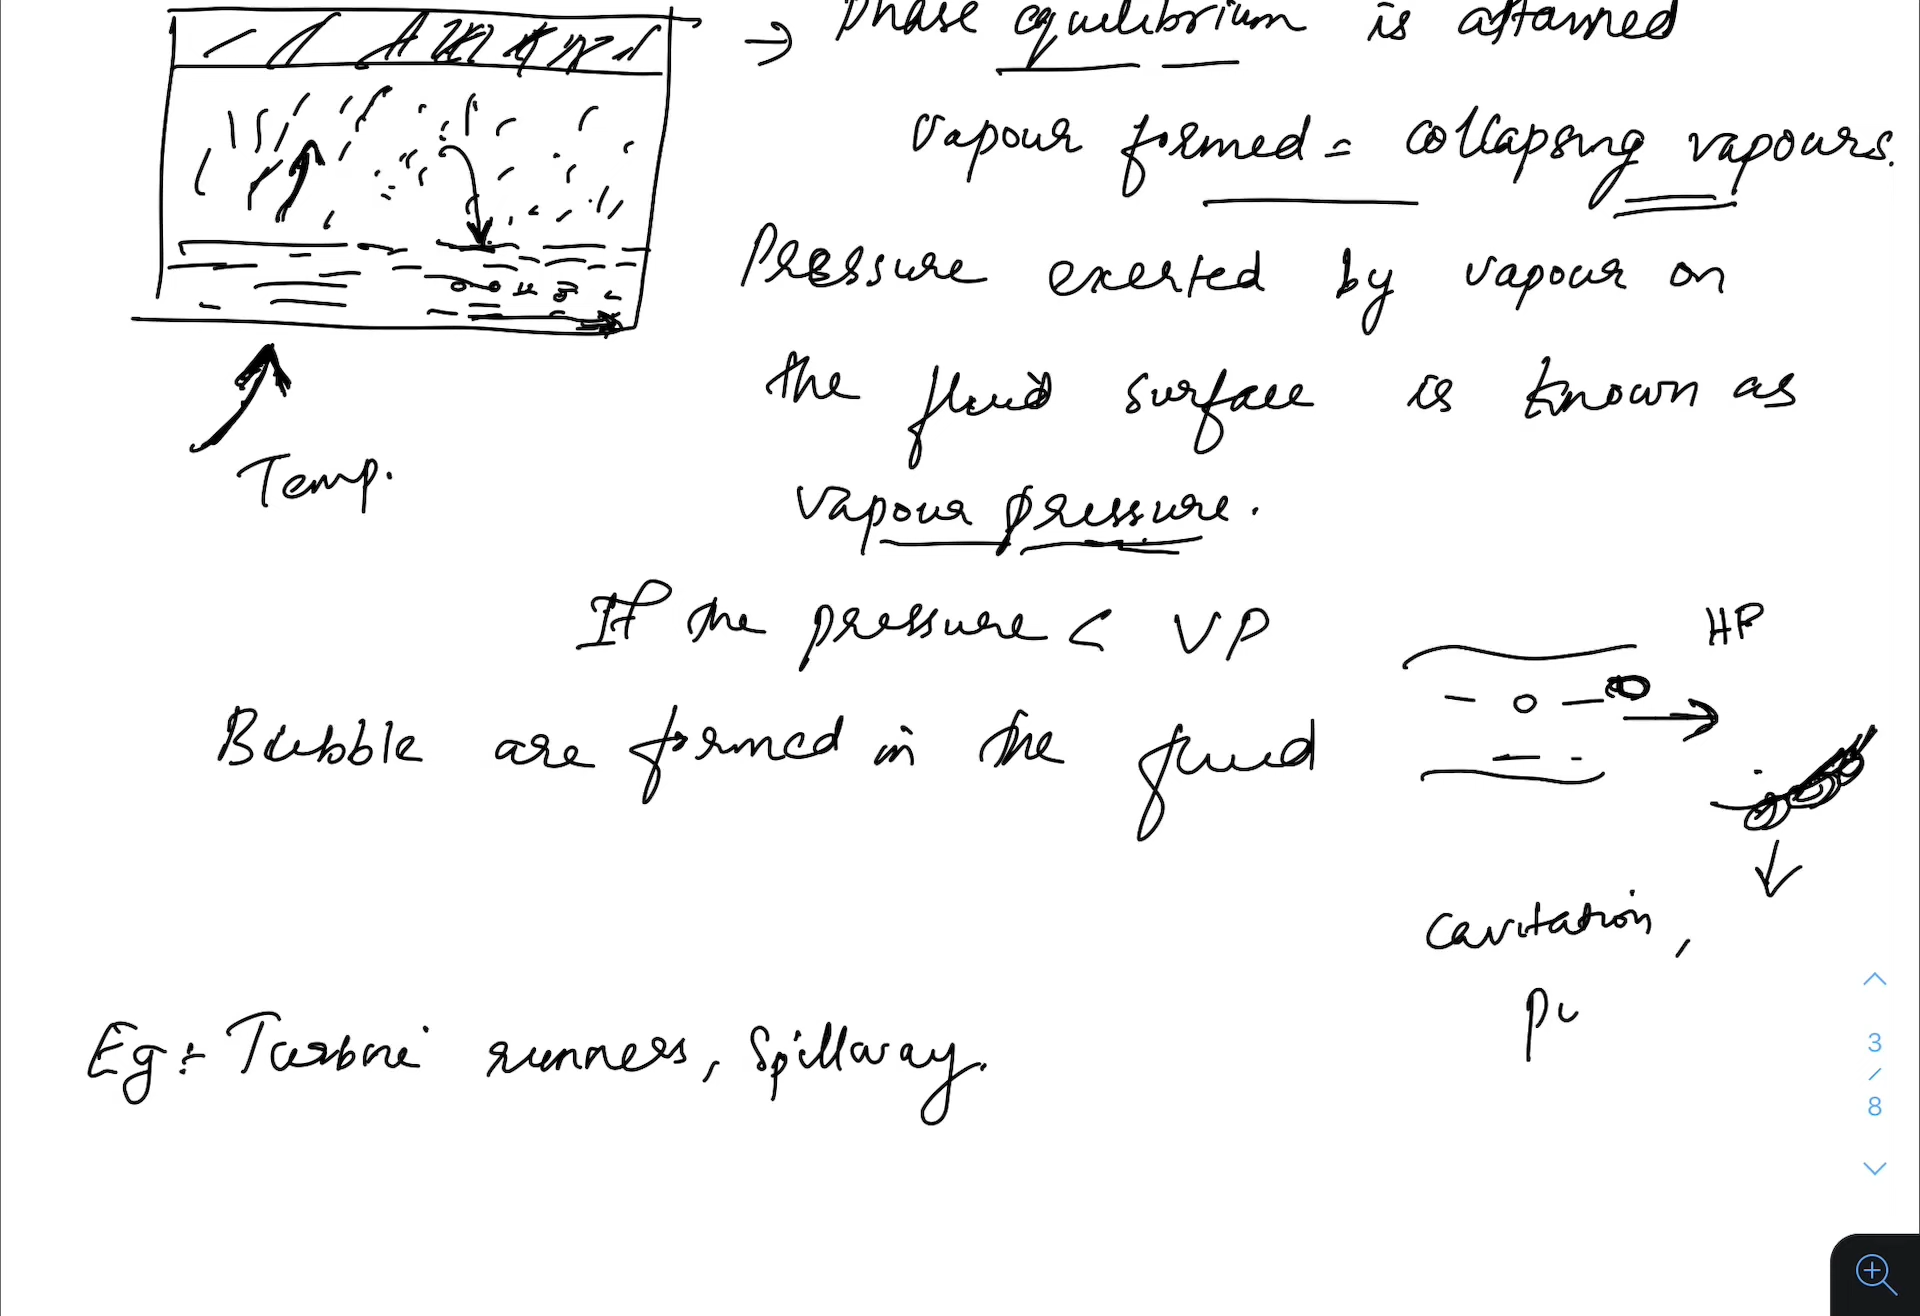 → Phase equilibrium is attained
vapour formed = collapsing vapours.
Pressure exerted by vapour on
the fluid surface is known as
vapour pressure.
Temp.
If the pressure < VP
HP
Bubble are formed in the fluid
cavitation,
pu
Eg:- Turbine runners, Spillway.
3
/
8